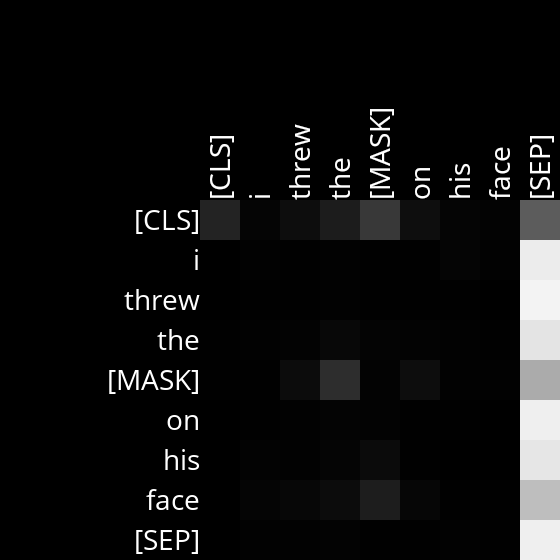 [CLS] i threw the [MASK] on his face [SEP]
[CLS]
i
threw
the
[MASK]
on
his
face
[SEP]